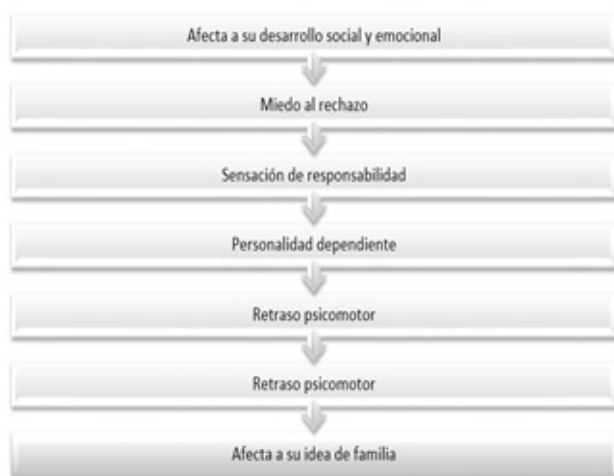 Afecta a su desarrollo social y emocional
Miedo al rechazo
Sensación de responsabilidad
Personalidad dependiente
Retraso psicomotor
Retraso psicomotor
Afecta a su idea de familia